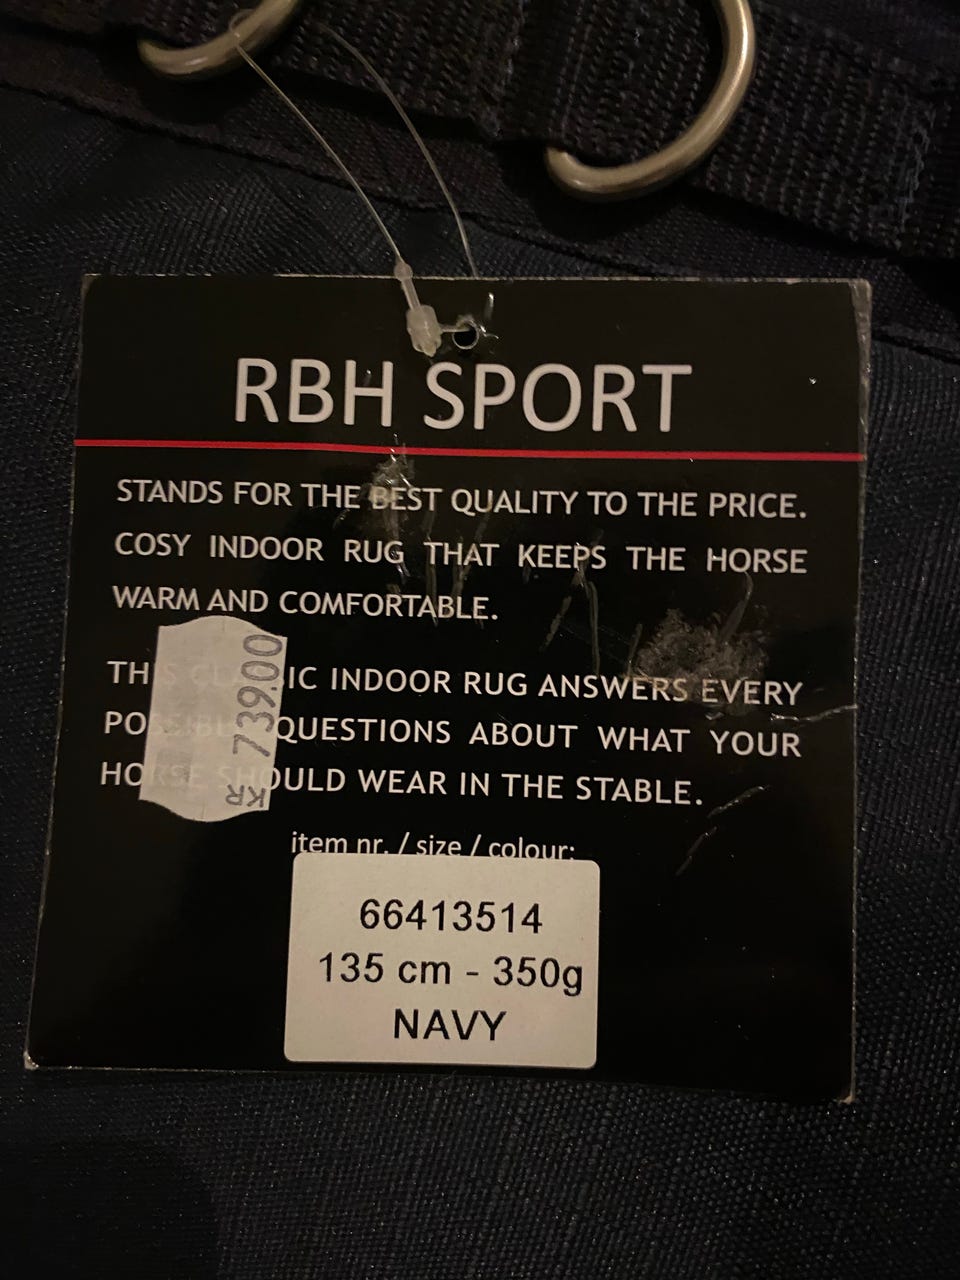 RBH SPORT
STANDS FOR THE BEST QUALITY TO THE PRICE.
COSY INDOOR RUG THAT KEEPS THE HORSE
WARM AND COMFORTABLE.
THIS CLASSIC INDOOR RUG ANSWERS EVERY
POSSIBLE QUESTIONS ABOUT WHAT YOUR
HORSE SHOULD WEAR IN THE STABLE.
KR 739.00
item nr. / size / colour:
66413514
135 cm - 350g
NAVY